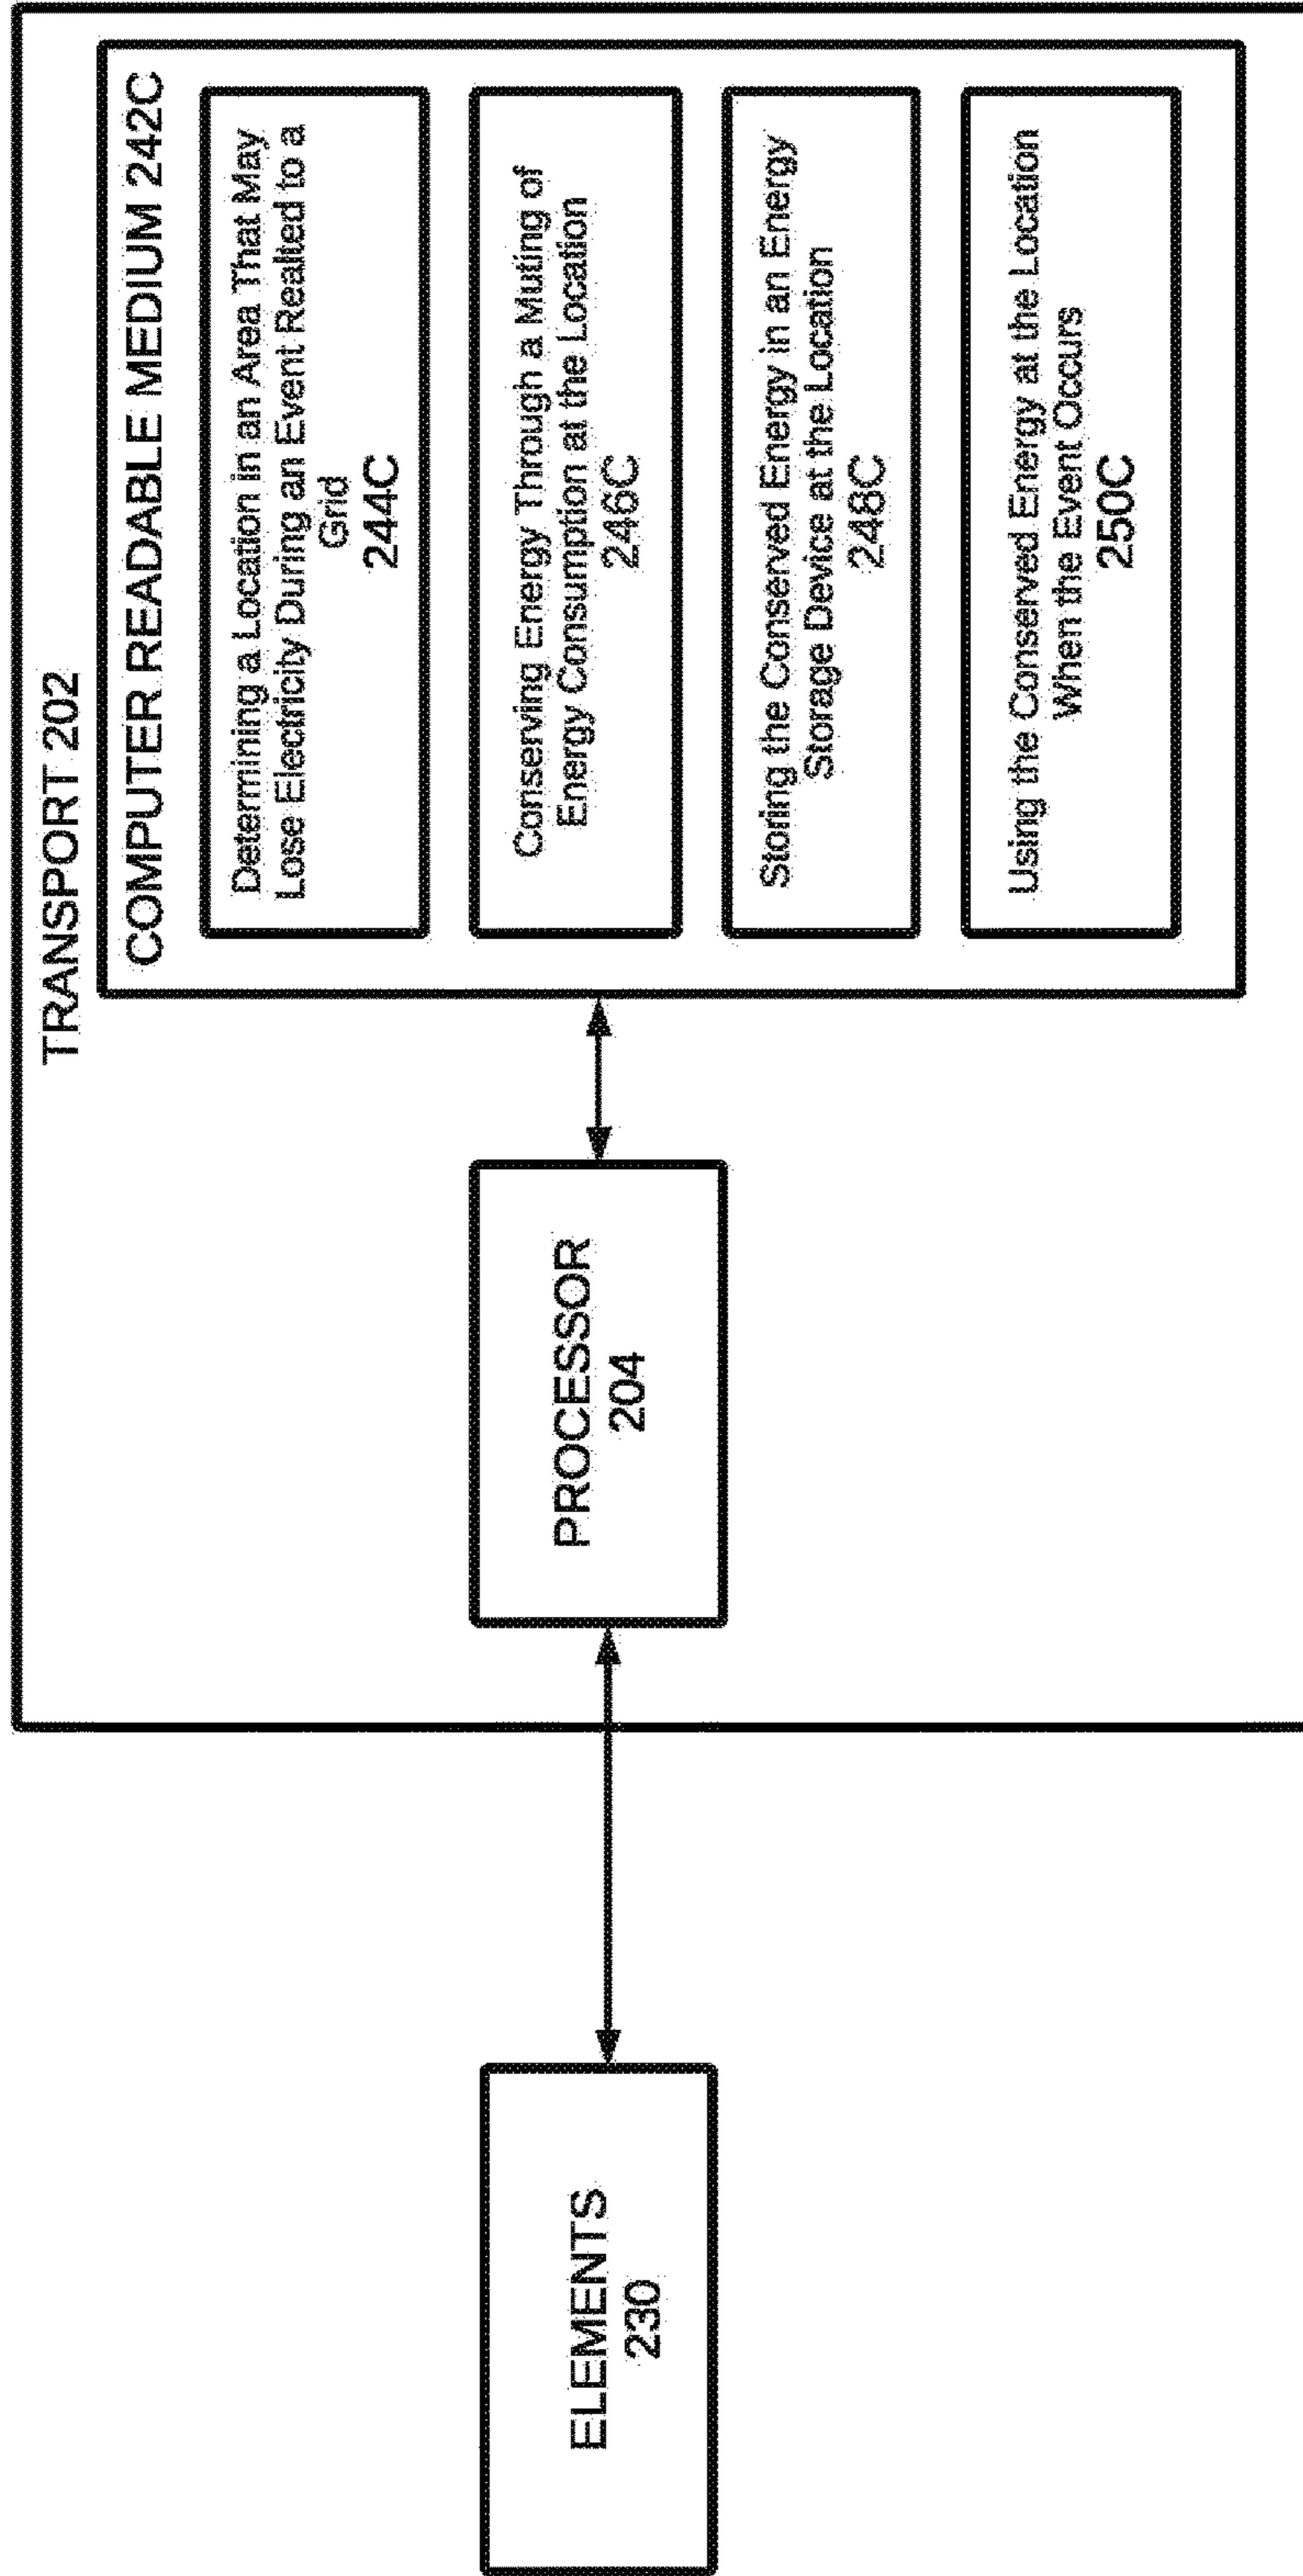 TRANSPORT 202
COMPUTER READABLE MEDIUM 242C
Determining a Location in an Area That May
Lose Electricity During an Event Realted to a
Grid
244C
Conserving Energy Through a Muting of
Energy Consumption at the Location
246C
Storing the Conserved Energy in an Energy
Storage Device at the Location
248C
Using the Conserved Energy at the Location
When the Event Occurs
250C
PROCESSOR
204
ELEMENTS
230